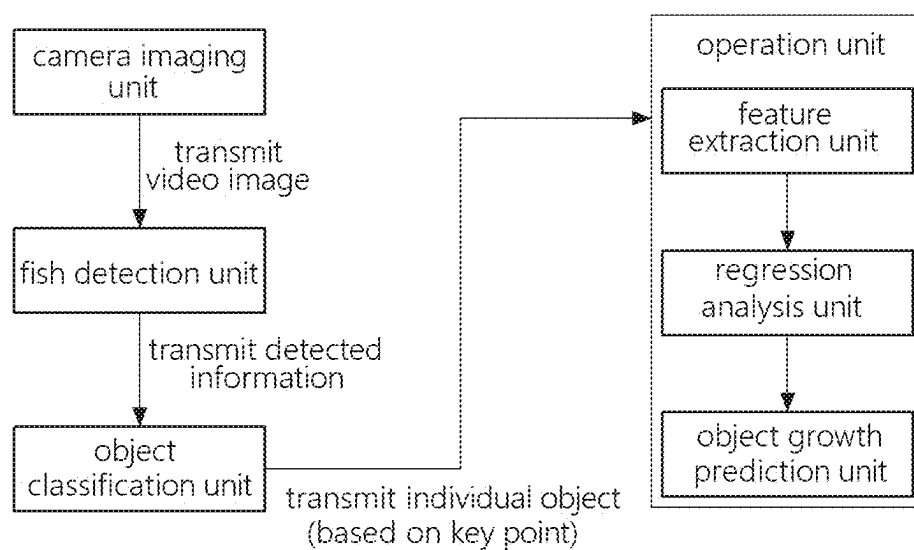 camera imaging
unit
transmit
video image
fish detection unit
transmit detected
information
object
classification unit
transmit individual object
(based on key point)
operation unit
feature
extraction unit
regression
analysis unit
object growth
prediction unit